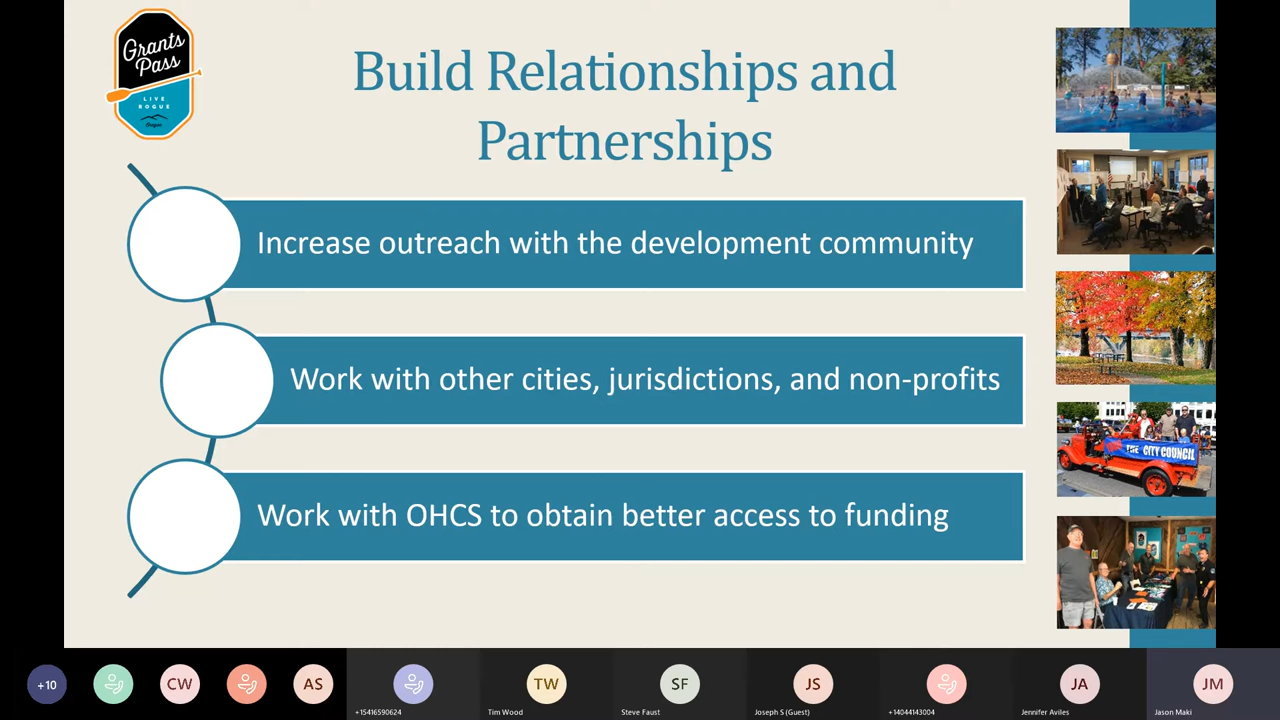 Grants
Pass
LIVE
ROGUE
Oregon
Build Relationships and
Partnerships
Increase outreach with the development community
Work with other cities, jurisdictions, and non-profits
Work with OHCS to obtain better access to funding
THE CITY COUNCIL
+10
CW
AS
+15416590624
TW
Tim Wood
SF
Steve Faust
JS
Joseph S (Guest)
+14044143004
JA
Jennifer Aviles
JM
Jason Maki